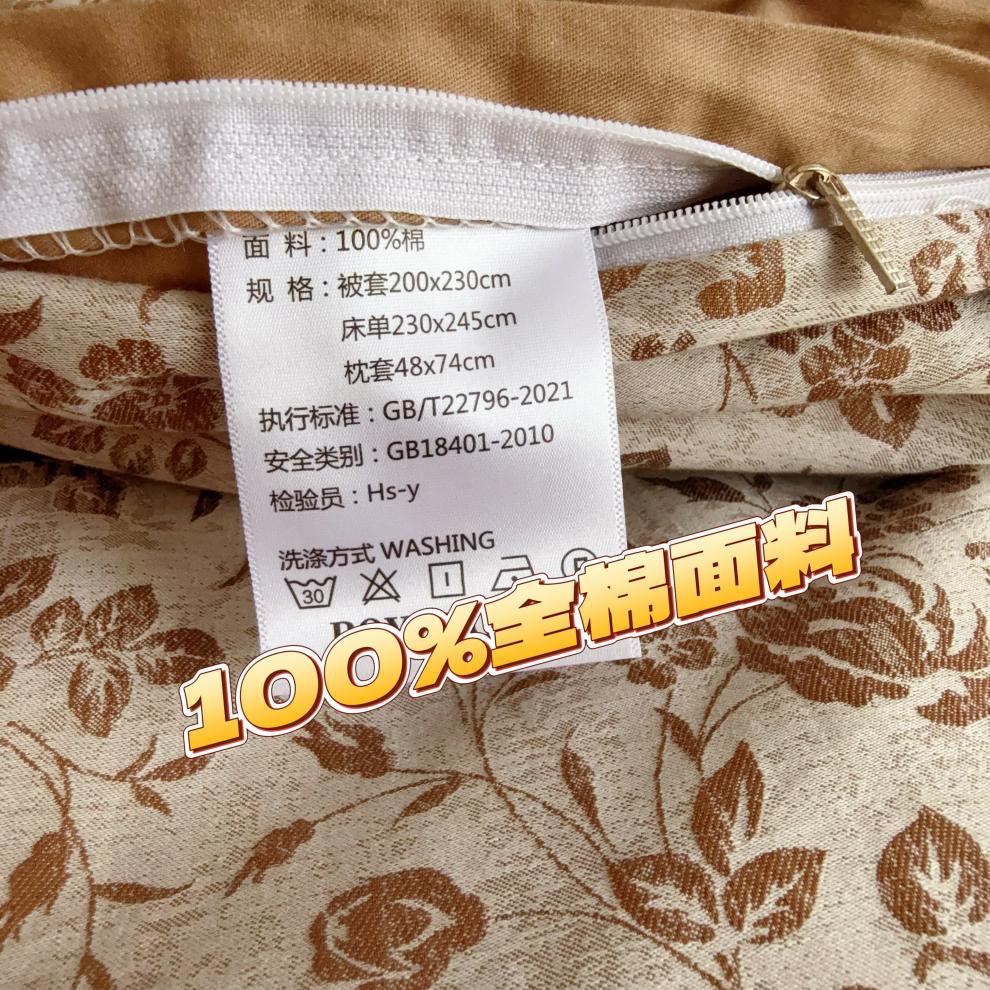 面 料：100%棉
规 格：被套200x230cm
床单230x245cm
枕套48x74cm
执行标准：GB/T22796-2021
安全类别：GB18401-2010
检验员：Hs-y
洗涤方式 WASHING
30
100%全棉面料